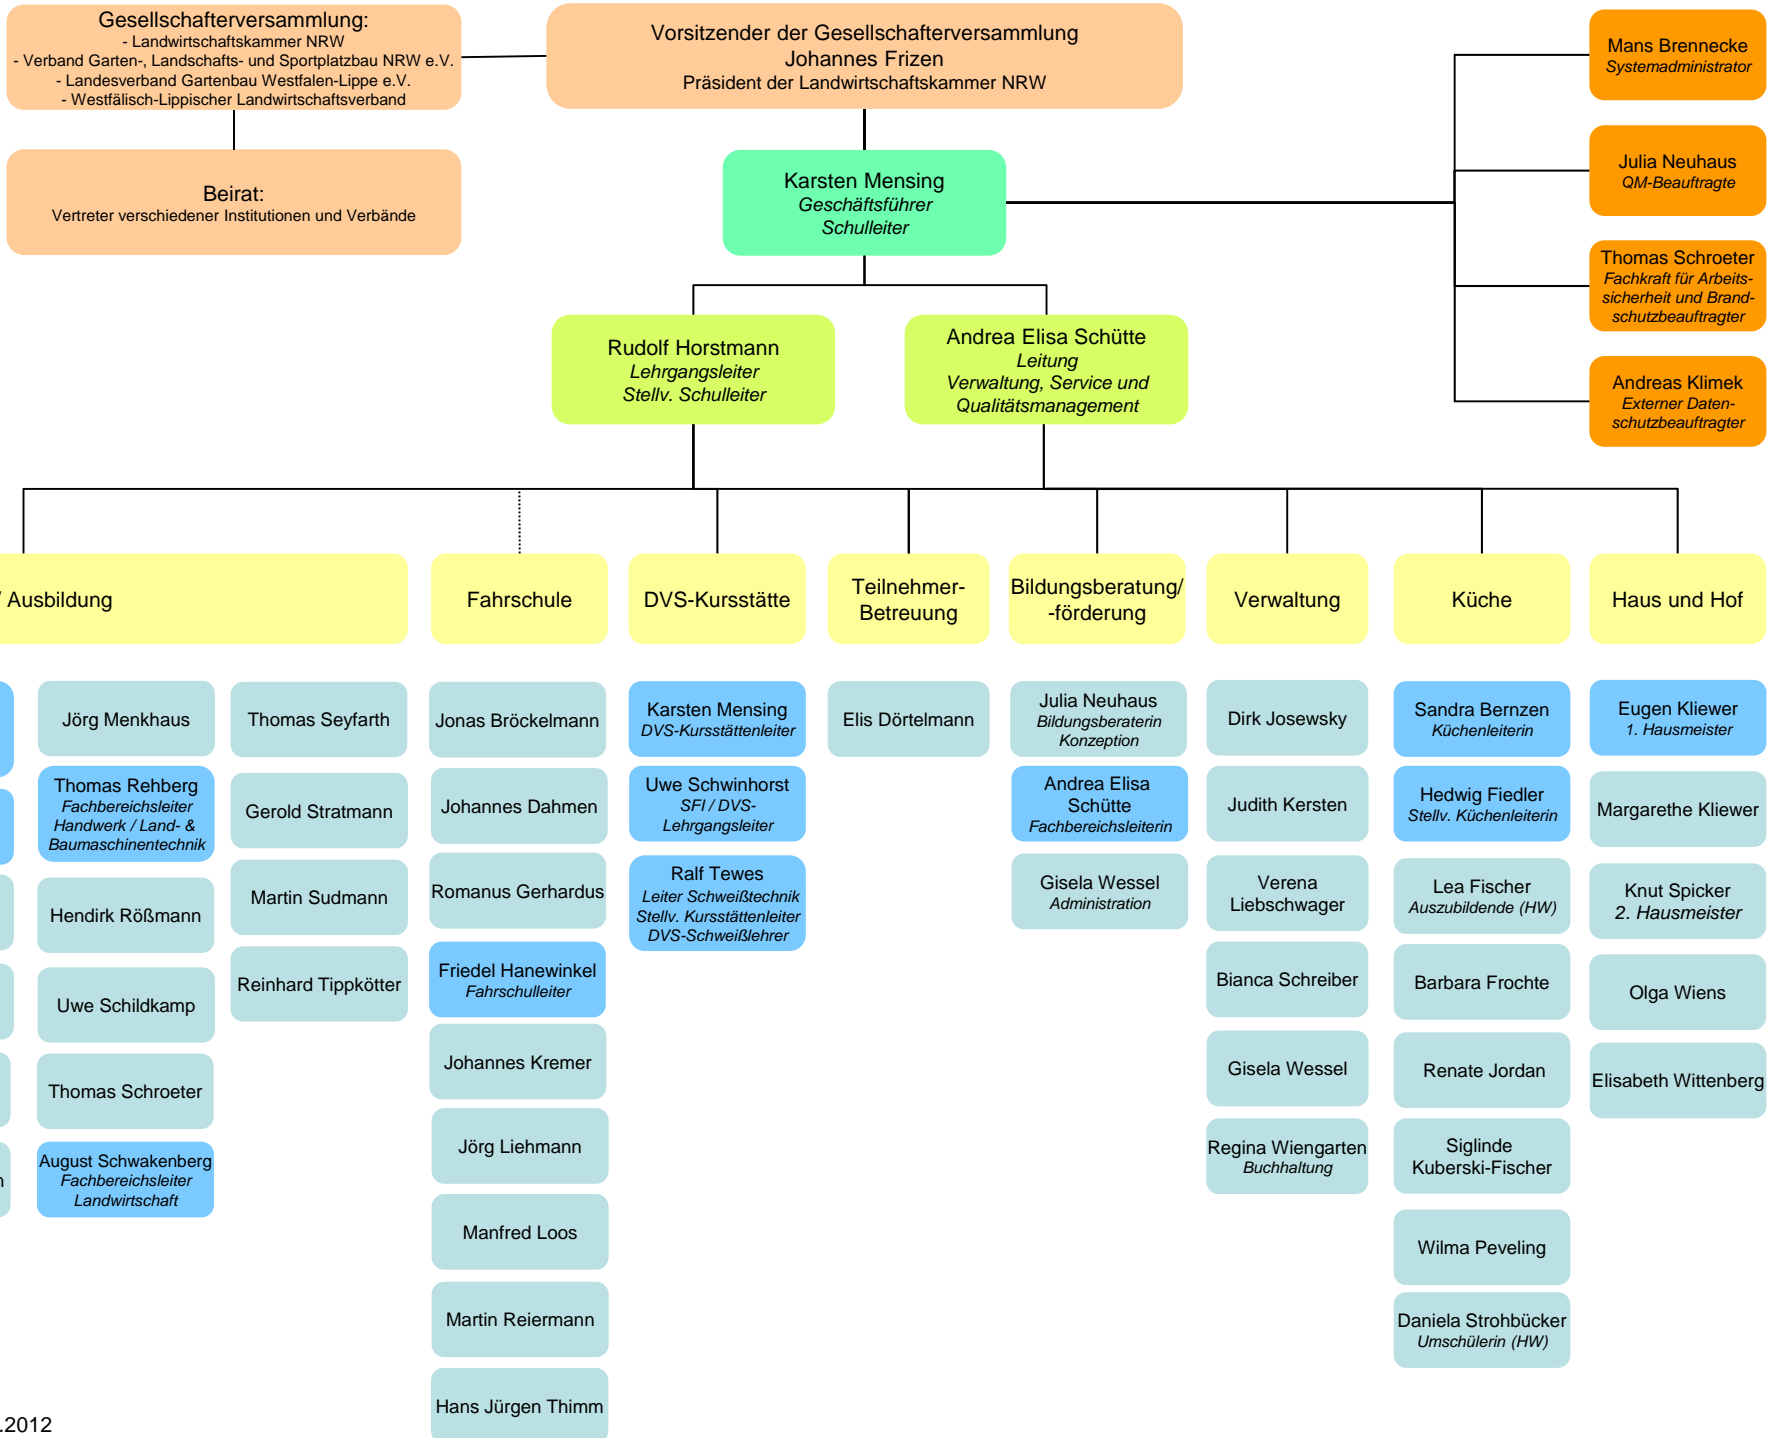 Gesellschafterversammlung:
- Landwirtschaftskammer NRW
- Verband Garten-, Landschafts- und Sportplatzbau NRW e.V.
- Landesverband Gartenbau Westfalen-Lippe e.V.
- Westfälisch-Lippischer Landwirtschaftsverband
Vorsitzender der Gesellschafterversammlung
Johannes Frizen
Präsident der Landwirtschaftskammer NRW
Beirat:
Vertreter verschiedener Institutionen und Verbände
Karsten Mensing
Geschäftsführer
Schulleiter
Mans Brennecke
Systemadministrator
Julia Neuhaus
QM-Beauftragte
Thomas Schroeter
Fachkraft für Arbeits-
sicherheit und Brand-
schutzbeauftragter
Andreas Klimek
Externer Daten-
schutzbeauftragter
Rudolf Horstmann
Lehrgangsleiter
Stellv. Schulleiter
Andrea Elisa Schütte
Leitung
Verwaltung, Service und
Qualitätsmanagement
/ Ausbildung
Fahrschule
DVS-Kursstätte
Teilnehmer-
Betreuung
Bildungsberatung/
-förderung
Verwaltung
Küche
Haus und Hof
n
Jörg Menkhaus
Thomas Rehberg
Fachbereichsleiter
Handwerk / Land- &
Baumaschinentechnik
Hendirk Rößmann
Uwe Schildkamp
Thomas Schroeter
August Schwakenberg
Fachbereichsleiter
Landwirtschaft
Thomas Seyfarth
Gerold Stratmann
Martin Sudmann
Reinhard Tippkötter
Jonas Bröckelmann
Johannes Dahmen
Romanus Gerhardus
Friedel Hanewinkel
Fahrschulleiter
Johannes Kremer
Jörg Liehmann
Manfred Loos
Martin Reiermann
Hans Jürgen Thimm
Karsten Mensing
DVS-Kursstättenleiter
Uwe Schwinhorst
SFI / DVS-
Lehrgangsleiter
Ralf Tewes
Leiter Schweißtechnik
Stellv. Kursstättenleiter
DVS-Schweißlehrer
Elis Dörtelmann
Julia Neuhaus
Bildungsberaterin
Konzeption
Andrea Elisa
Schütte
Fachbereichsleiterin
Gisela Wessel
Administration
Dirk Josewsky
Judith Kersten
Verena
Liebschwager
Bianca Schreiber
Gisela Wessel
Regina Wiengarten
Buchhaltung
Sandra Bernzen
Küchenleiterin
Hedwig Fiedler
Stellv. Küchenleiterin
Lea Fischer
Auszubildende (HW)
Barbara Frochte
Renate Jordan
Siglinde
Kuberski-Fischer
Wilma Peveling
Daniela Strohbücker
Umschülerin (HW)
Eugen Kliewer
1. Hausmeister
Margarethe Kliewer
Knut Spicker
2. Hausmeister
Olga Wiens
Elisabeth Wittenberg
.2012